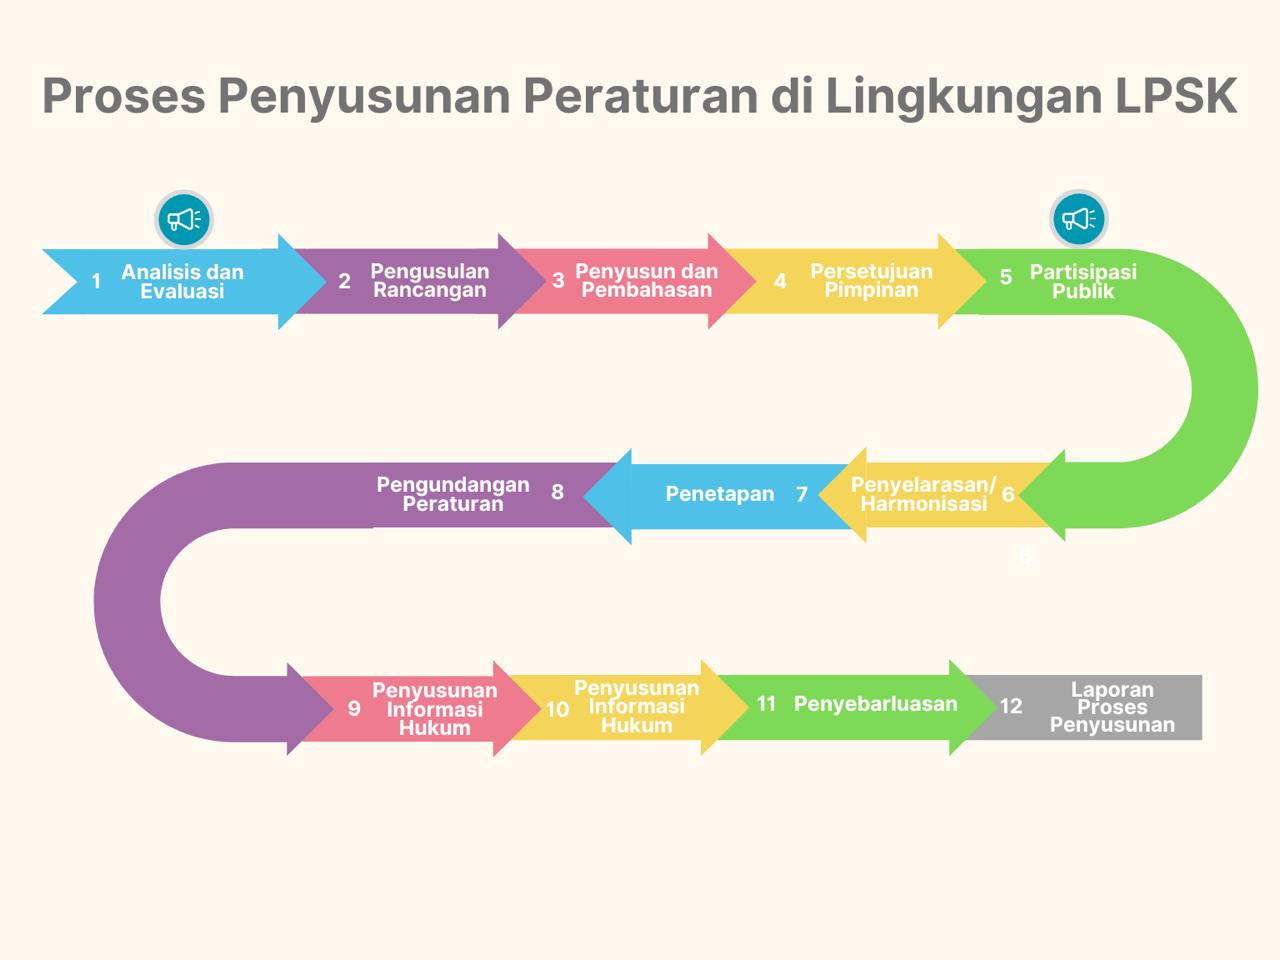 Proses Penyusunan Peraturan di Lingkungan LPSK
1
Analisis dan
Evaluasi
2
Pengusulan
Rancangan
3
Penyusun dan
Pembahasan
4
Persetujuan
Pimpinan
5
Partisipasi
Publik
6
Penyelarasan/
Harmonisasi
6
7
Penetapan
8
Pengundangan
Peraturan
9
Penyusunan
Informasi
Hukum
10
Penyusunan
Informasi
Hukum
11
Penyebarluasan
12
Laporan
Proses
Penyusunan